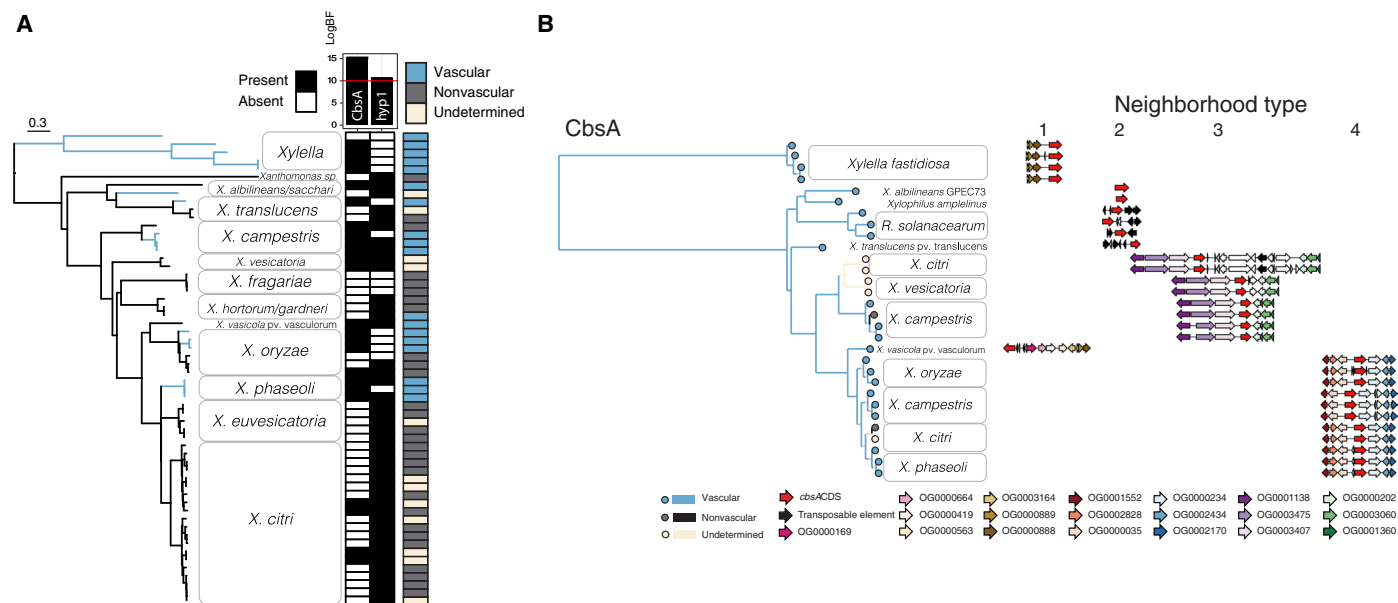 A
LogBF
15
10
5
0
Present
Absent
CbsA
hyp1
Vascular
Nonvascular
Undetermined
0.3
Xylella
Xanthomonas sp.
X. albilineans/sacchari
X. translucens
X. campestris
X. vesicatoria
X. fragariae
X. hortorum/gardneri
X. vasicola pv. vasculorum
X. oryzae
X. phaseoli
X. euvesicatoria
X. citri
B
CbsA
Neighborhood type
1 2 3 4
Xylella fastidiosa
X. albilineans GPEC73
Xylophilus amplelinus
R. solanacearum
X. translucens pv. translucens
X. citri
X. vesicatoria
X. campestris
X. vasicola pv. vasculorum
X. oryzae
X. campestris
X. citri
X. phaseoli
Vascular
Nonvascular
Undetermined
cbsACDS
Transposable element
OG0000169
OG0000664
OG0000419
OG0000563
OG0003164
OG0000889
OG0000888
OG0001552
OG0002828
OG0000035
OG0000234
OG0002434
OG0002170
OG0001138
OG0003475
OG0003407
OG0000202
OG0003060
OG0001360